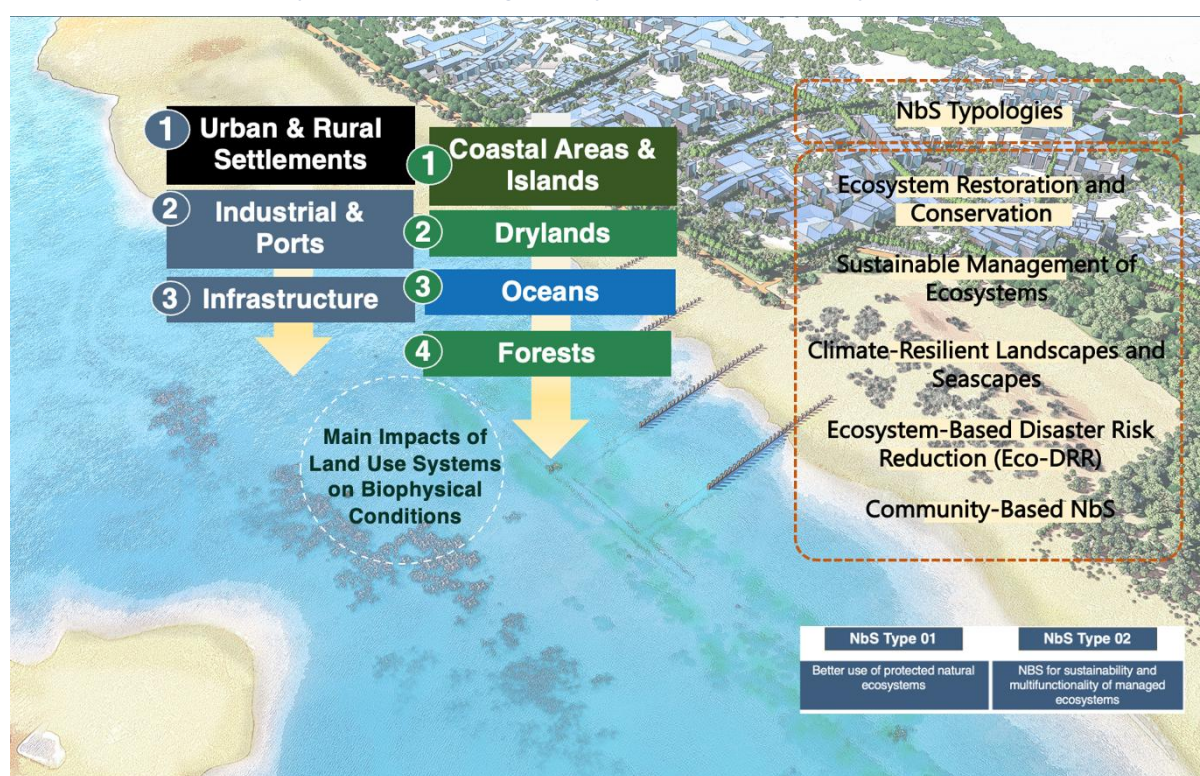 1
Urban & Rural
Settlements
2
Industrial &
Ports
3
Infrastructure
1
Coastal Areas &
Islands
2
Drylands
3
Oceans
4
Forests
Main Impacts of
Land Use Systems
on Biophysical
Conditions
NbS Typologies
Ecosystem Restoration and
Conservation
Sustainable Management of
Ecosystems
Climate-Resilient Landscapes and
Seascapes
Ecosystem-Based Disaster Risk
Reduction (Eco-DRR)
Community-Based NbS
NbS Type 01
Better use of protected natural
ecosystems
NbS Type 02
NBS for sustainability and
multifunctionality of managed
ecosystems